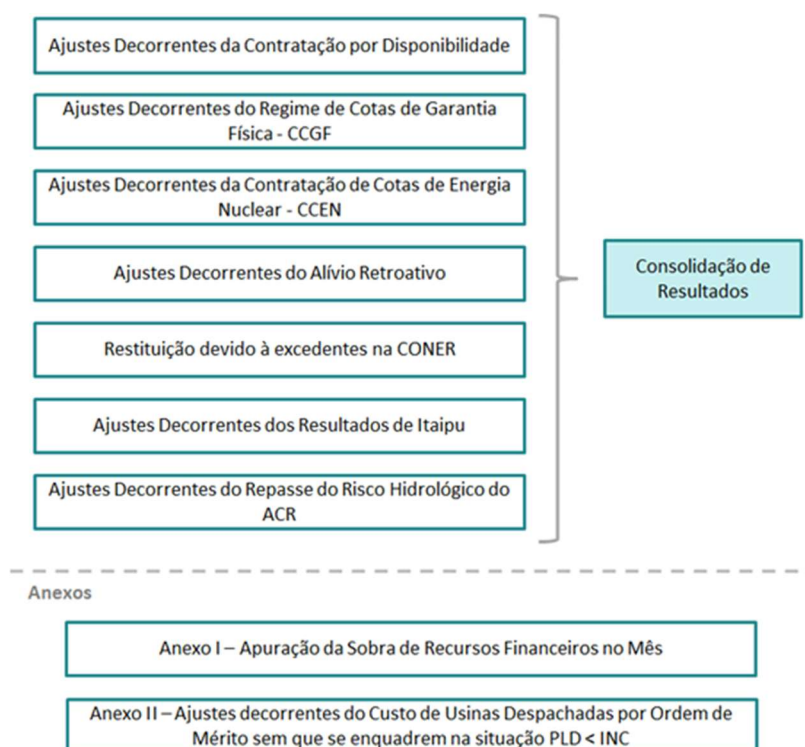 Ajustes Decorrentes da Contratação por Disponibilidade
Ajustes Decorrentes do Regime de Cotas de Garantia
Física - CCGF
Ajustes Decorrentes da Contratação de Cotas de Energia
Nuclear - CCEN
Ajustes Decorrentes do Alívio Retroativo
Restituição devido à excedentes na CONER
Ajustes Decorrentes dos Resultados de Itaipu
Ajustes Decorrentes do Repasse do Risco Hidrológico do
ACR
Consolidação de
Resultados
Anexos
Anexo I – Apuração da Sobra de Recursos Financeiros no Mês
Anexo II – Ajustes decorrentes do Custo de Usinas Despachadas por Ordem de
Mérito sem que se enquadrem na situação PLD < INC